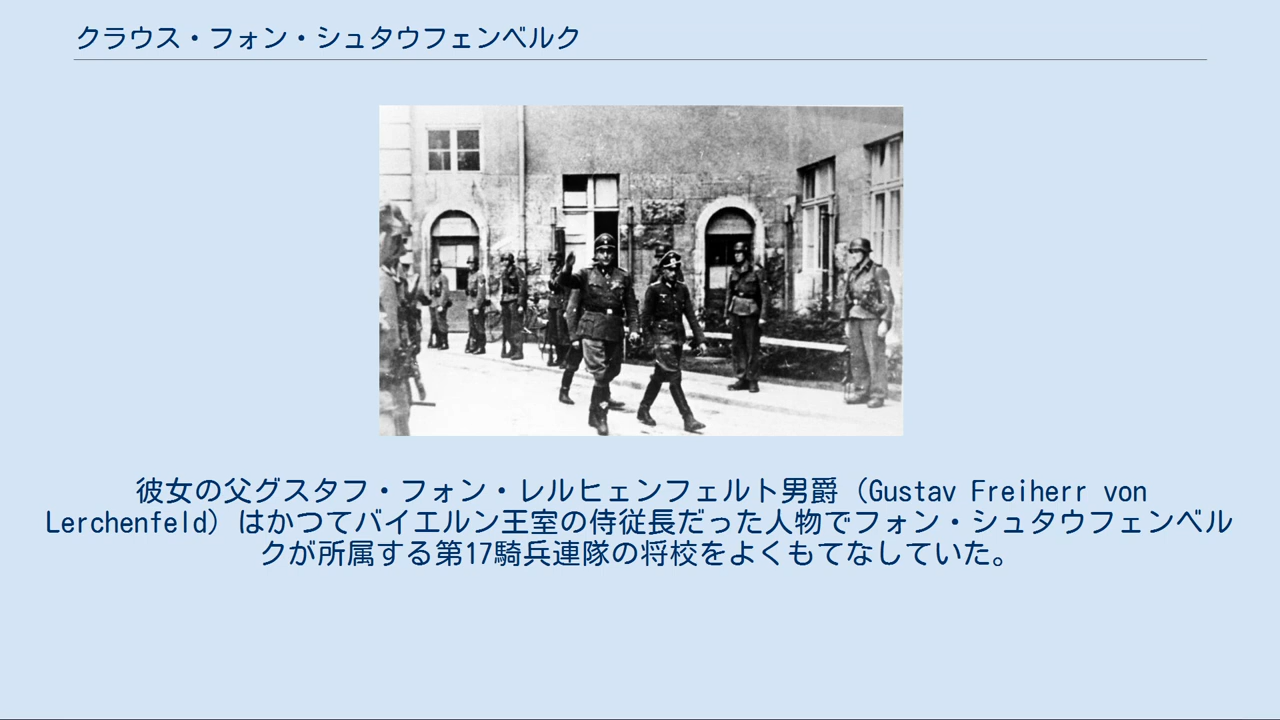 クラウス・フォン・シュタウフェンベルク
彼女の父グスタフ・フォン・レルヒェンフェルト男爵（Gustav Freiherr von
Lerchenfeld）はかつてバイエルン王室の侍従長だった人物でフォン・シュタウフェンベル
クが所属する第17騎兵連隊の将校をよくもてなしていた。